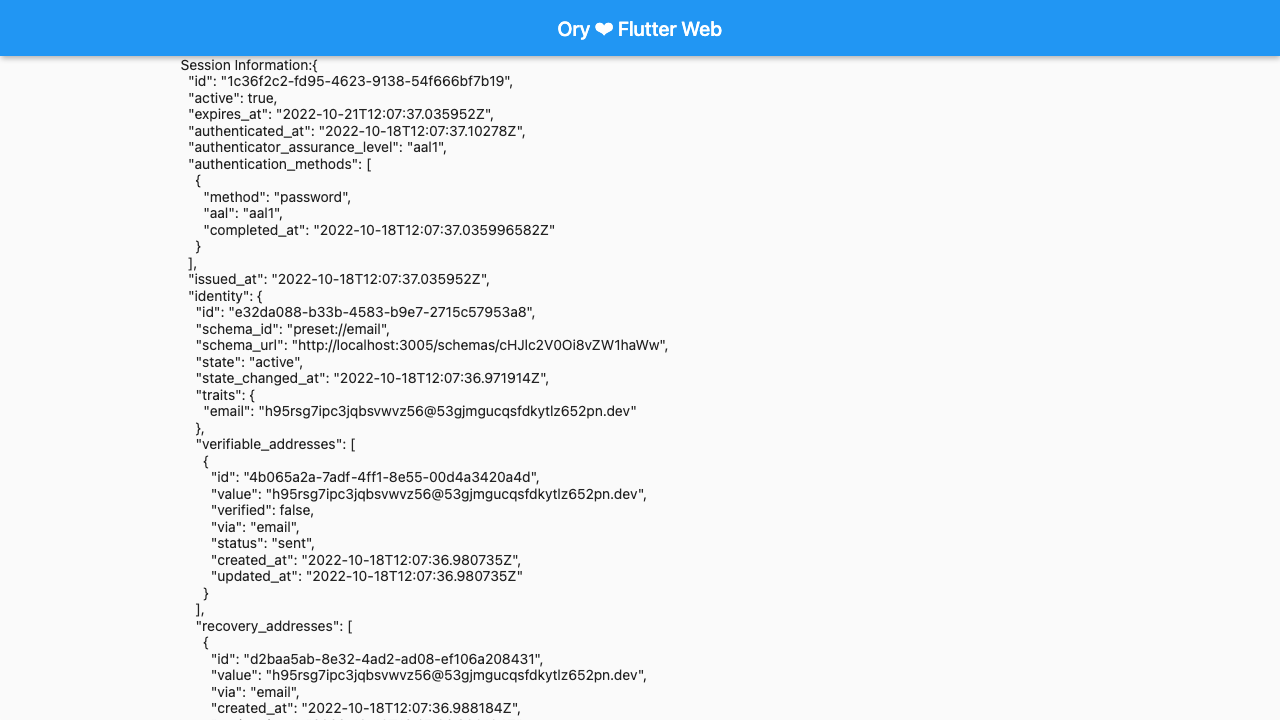 Ory ❤ Flutter Web
Session Information:{
"id": "1c36f2c2-fd95-4623-9138-54f666bf7b19",
"active": true,
"expires_at": "2022-10-21T12:07:37.035952Z",
"authenticated_at": "2022-10-18T12:07:37.10278Z",
"authenticator_assurance_level": "aal1",
"authentication_methods": [
{
"method": "password",
"aal": "aal1",
"completed_at": "2022-10-18T12:07:37.035996582Z"
}
],
"issued_at": "2022-10-18T12:07:37.035952Z",
"identity": {
"id": "e32da088-b33b-4583-b9e7-2715c57953a8",
"schema_id": "preset://email",
"schema_url": "http://localhost:3005/schemas/cHJlc2V0Oi8vZW1haWw",
"state": "active",
"state_changed_at": "2022-10-18T12:07:36.971914Z",
"traits": {
"email": "h95rsg7ipc3jqbsvwvz56@53gjmgucqsfdkytlz652pn.dev"
},
"verifiable_addresses": [
{
"id": "4b065a2a-7adf-4ff1-8e55-00d4a3420a4d",
"value": "h95rsg7ipc3jqbsvwvz56@53gjmgucqsfdkytlz652pn.dev",
"verified": false,
"via": "email",
"status": "sent",
"created_at": "2022-10-18T12:07:36.980735Z",
"updated_at": "2022-10-18T12:07:36.980735Z"
}
],
"recovery_addresses": [
{
"id": "d2baa5ab-8e32-4ad2-ad08-ef106a208431",
"value": "h95rsg7ipc3jqbsvwvz56@53gjmgucqsfdkytlz652pn.dev",
"via": "email",
"created_at": "2022-10-18T12:07:36.988184Z",